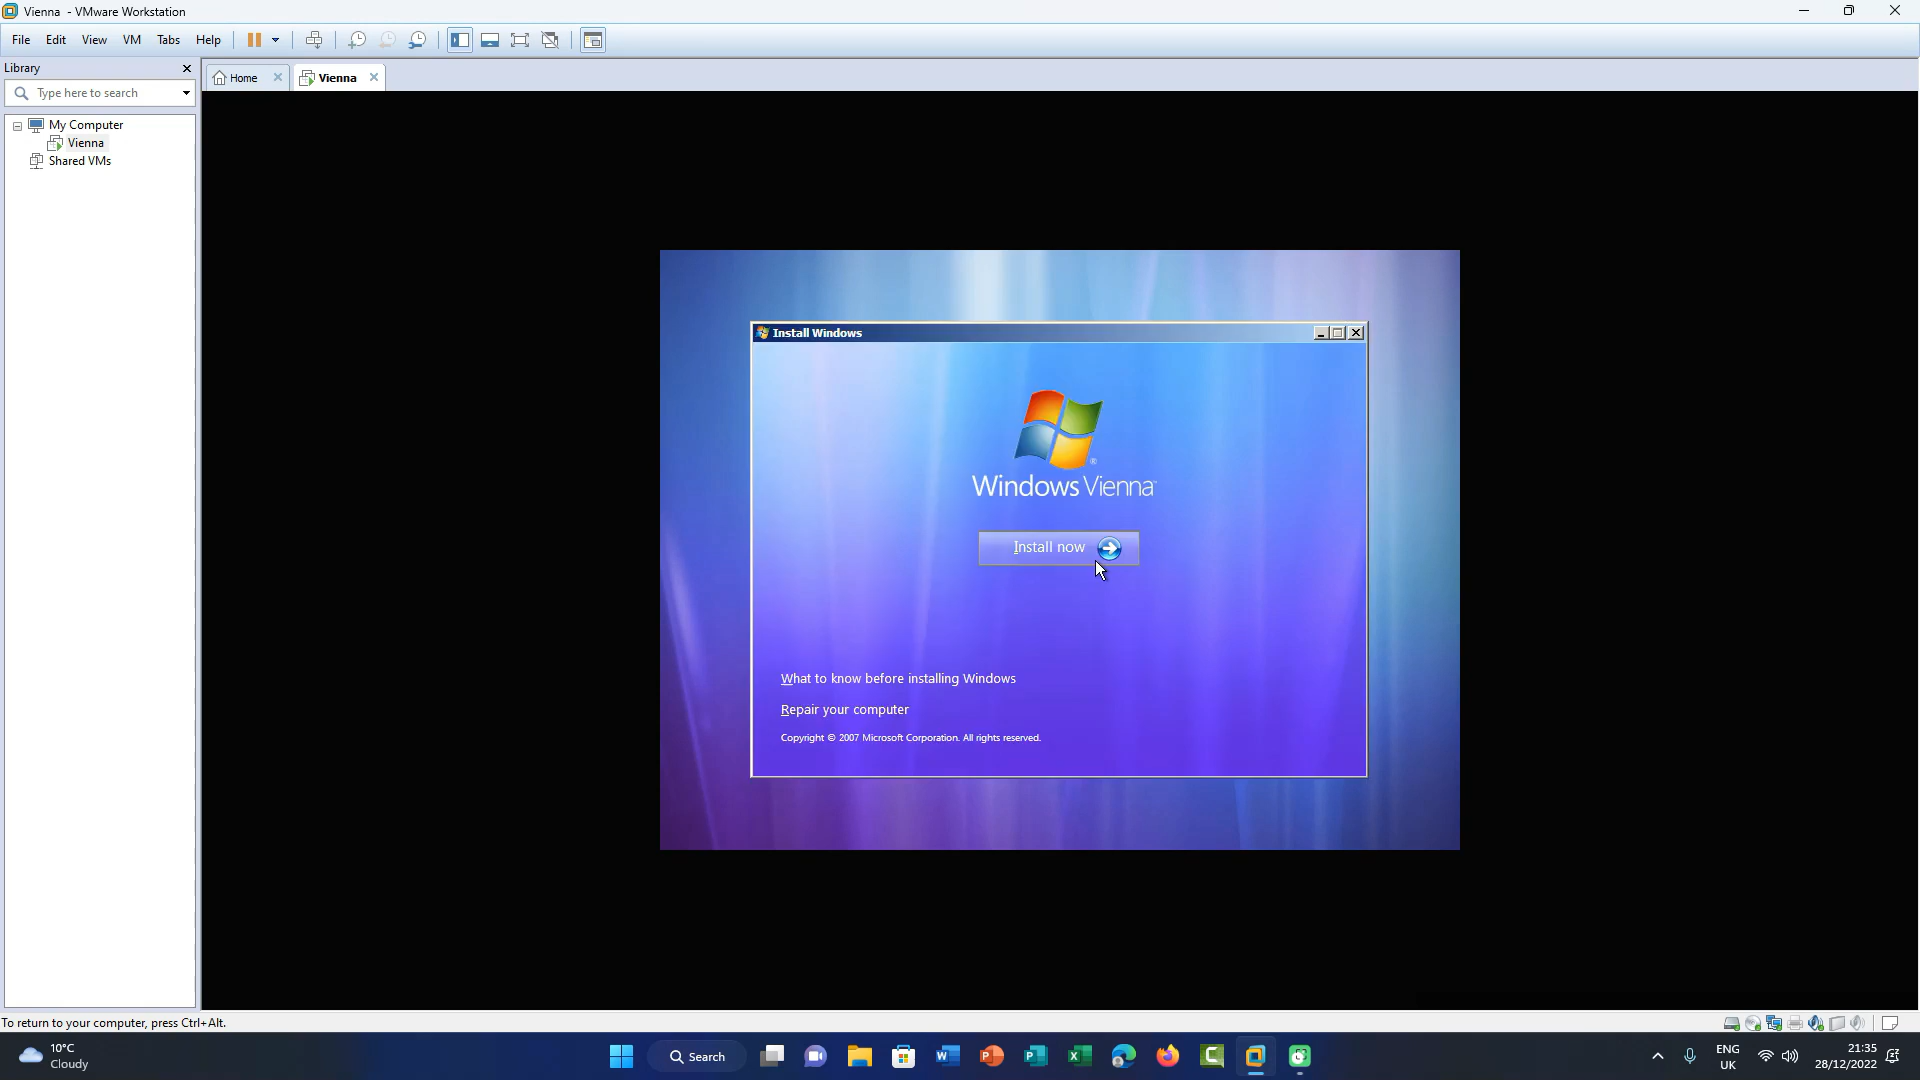 Vienna - VMware Workstation
File Edit View VM Tabs Help
Library
Home
Vienna
Type here to search
My Computer
Vienna
Shared VMs
Install Windows
Windows Vienna™
Install now
What to know before installing Windows
Repair your computer
Copyright © 2007 Microsoft Corporation. All rights reserved.
To return to your computer, press Ctrl+Alt.
10°C
Cloudy
Search
ENG
UK
21:35
28/12/2022